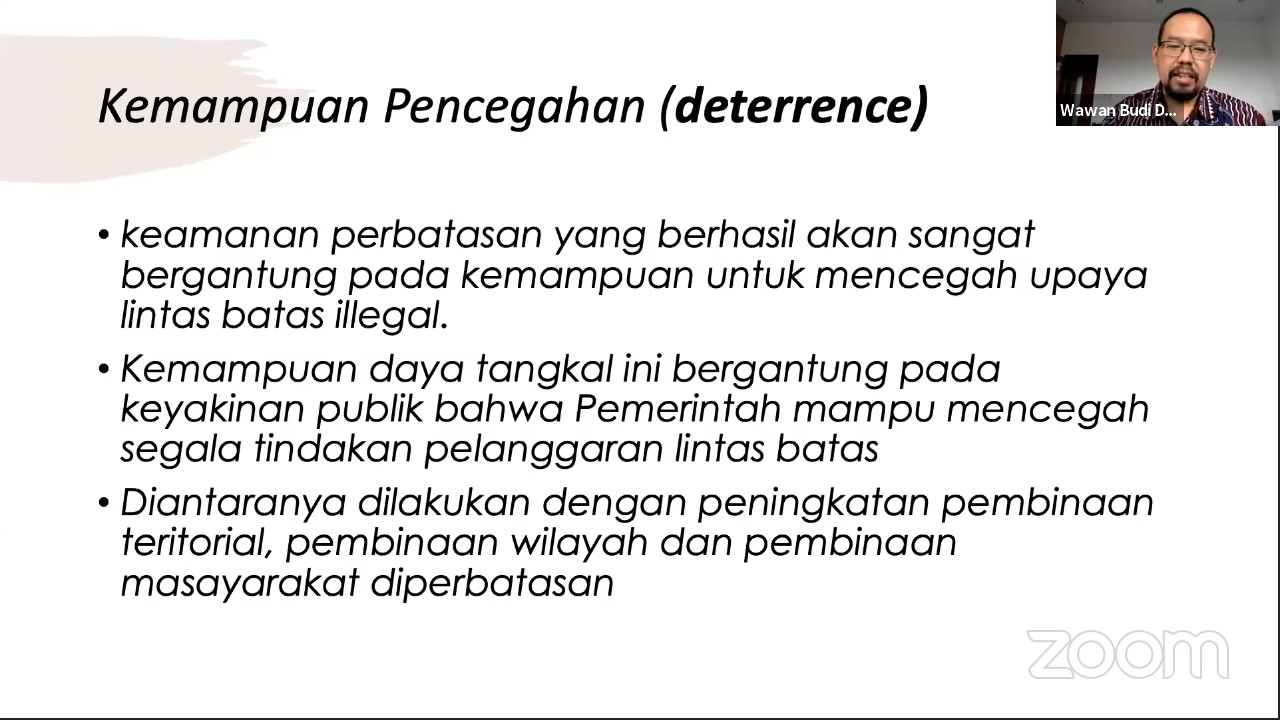 Kemampuan Pencegahan (deterrence)
Wawan Budi D...
• keamanan perbatasan yang berhasil akan sangat
bergantung pada kemampuan untuk mencegah upaya
lintas batas illegal.
• Kemampuan daya tangkal ini bergantung pada
keyakinan publik bahwa Pemerintah mampu mencegah
segala tindakan pelanggaran lintas batas
• Diantaranya dilakukan dengan peningkatan pembinaan
teritorial, pembinaan wilayah dan pembinaan
masayarakat diperbatasan
zoom